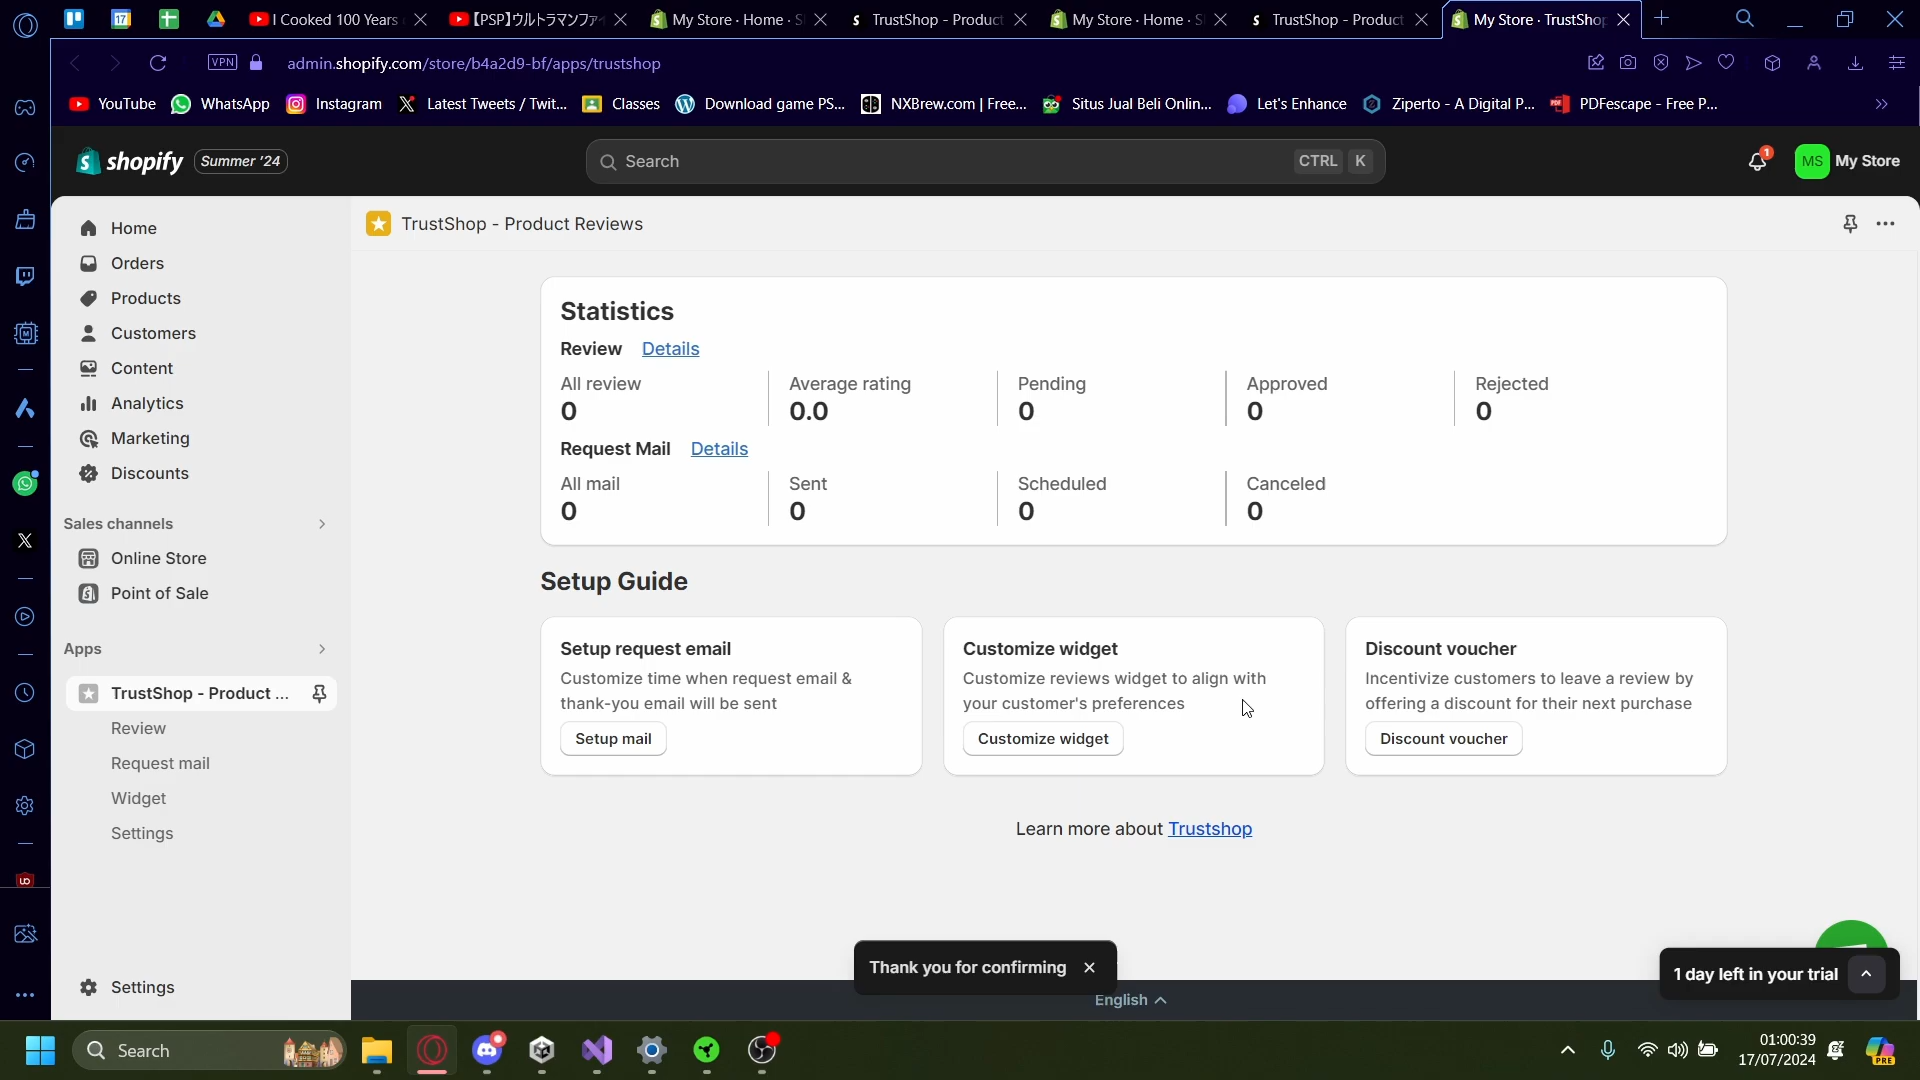 I Cooked 100 Years
【PSP】ウルトラマンファ
My Store · Home · S
TrustShop - Product
My Store · Home · S
TrustShop - Product
My Store · TrustShop
VPN
admin.shopify.com/store/b4a2d9-bf/apps/trustshop
YouTube
WhatsApp
Instagram
Latest Tweets / Twit...
Classes
Download game PS...
NXBrew.com | Free...
Situs Jual Beli Onlin...
Let's Enhance
Ziperto - A Digital P...
PDFescape - Free P...
shopify
Summer '24
Search
CTRL K
1
MS
My Store
Home
Orders
Products
Customers
Content
Analytics
Marketing
Discounts
Sales channels
Online Store
Point of Sale
Apps
TrustShop - Product ...
Review
Request mail
Widget
Settings
Settings
TrustShop - Product Reviews
Statistics
Review Details
All review
0
Average rating
0.0
Pending
0
Approved
0
Rejected
0
Request Mail Details
All mail
0
Sent
0
Scheduled
0
Canceled
0
Setup Guide
Setup request email
Customize time when request email &
thank-you email will be sent
Setup mail
Customize widget
Customize reviews widget to align with
your customer's preferences
Customize widget
Discount voucher
Incentivize customers to leave a review by
offering a discount for their next purchase
Discount voucher
Learn more about Trustshop
Thank you for confirming
English
1 day left in your trial
Search
01:00:39
17/07/2024
PRE